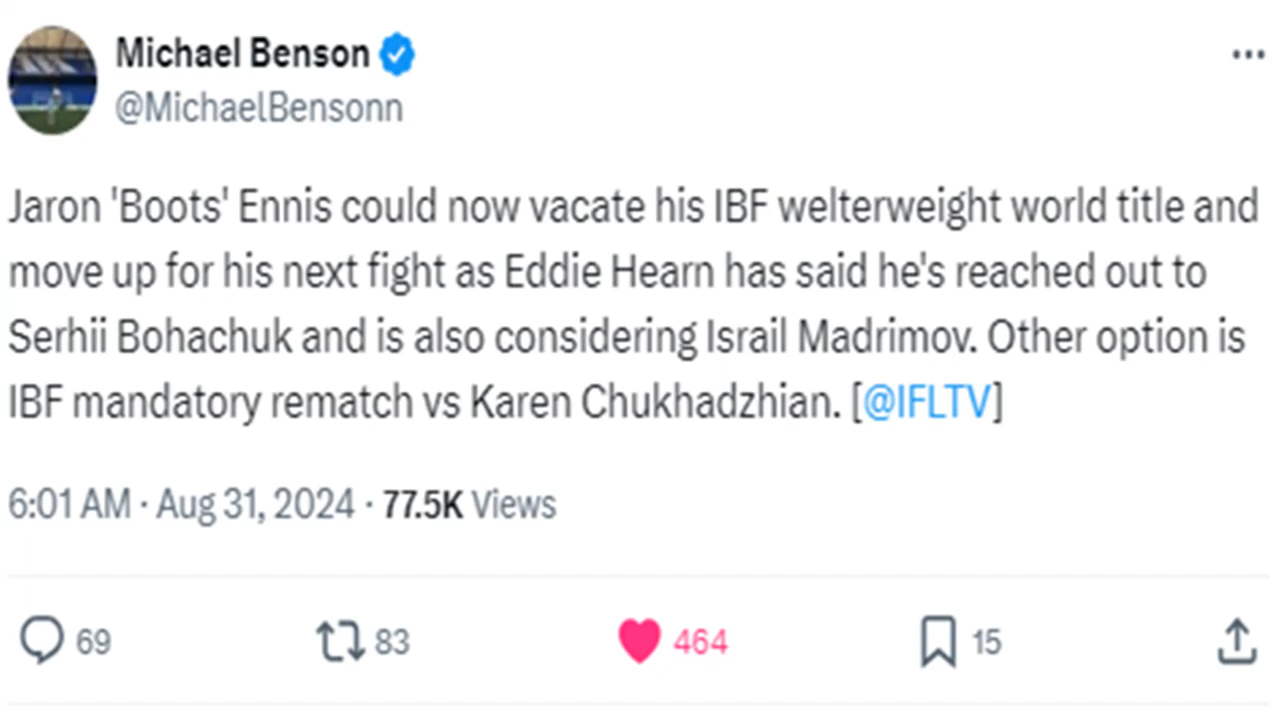 Michael Benson
@MichaelBensonn
Jaron 'Boots' Ennis could now vacate his IBF welterweight world title and
move up for his next fight as Eddie Hearn has said he's reached out to
Serhii Bohachuk and is also considering Israil Madrimov. Other option is
IBF mandatory rematch vs Karen Chukhadzhian. [@IFLTV]
6:01 AM · Aug 31, 2024 · 77.5K Views
69 83 464 15